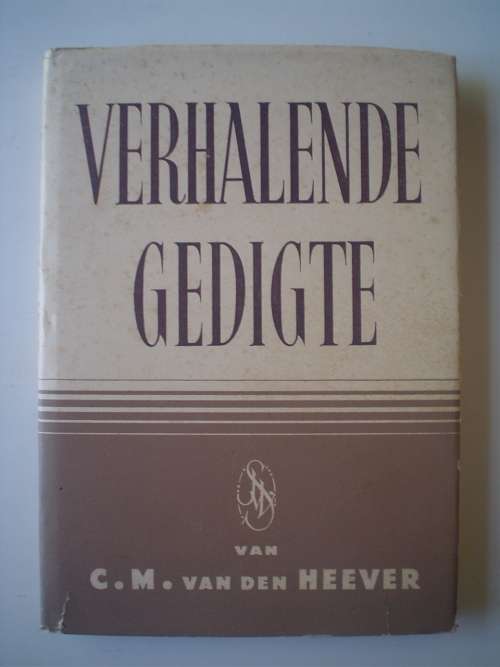 VERHALENDE
GEDIGTE
VAN
C. M. VAN DEN HEEVER